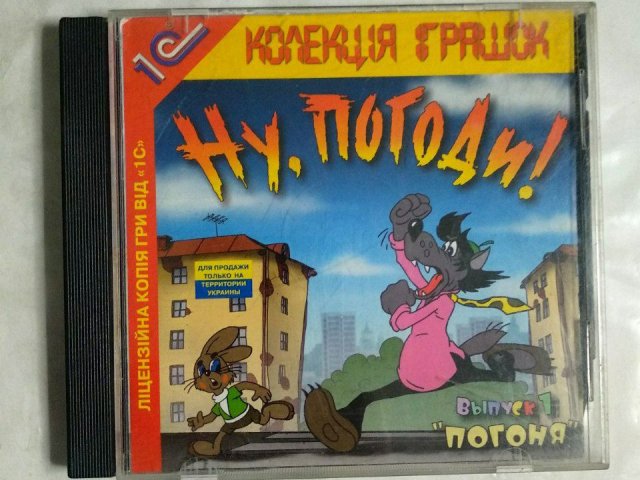 1С
КОЛЕКЦІЯ ІГРАШОК
Ну, погоди!
ЛІЦЕНЗІЙНА КОПІЯ ГРИ ВІД «1С»
ДЛЯ ПРОДАЖИ
ТОЛЬКО НА
ТЕРРИТОРИИ
УКРАИНЫ
Выпуск 1
"ПОГОНЯ"